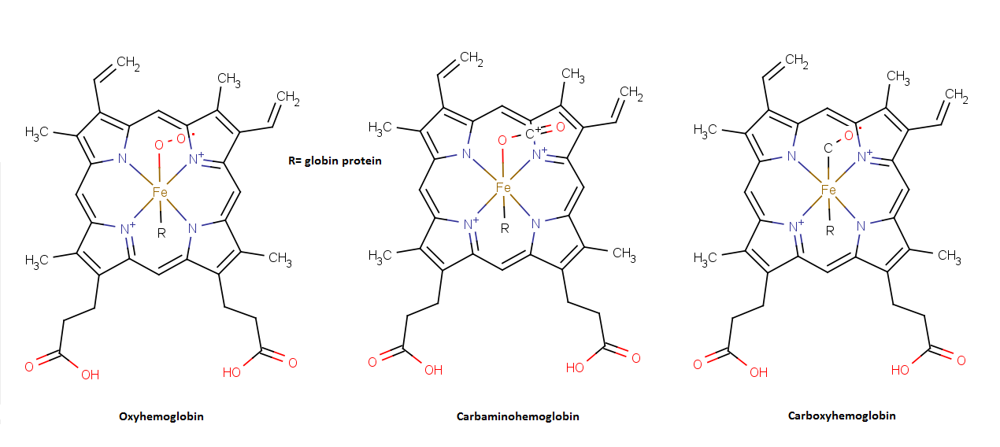 CH2
CH3
CH2
H3C
O
O
N
N+
Fe
N+
N
R
H3C
CH3
O
OH
HO
O
Oxyhemoglobin
R= globin protein
CH2
CH3
CH2
H3C
O
C+
O
N
N+
Fe
N+
N
R
H3C
CH3
O
OH
HO
O
Carbaminohemoglobin
CH2
CH3
CH2
H3C
C
O
N
N+
Fe
N+
N
R
H3C
CH3
O
OH
HO
O
Carboxyhemoglobin